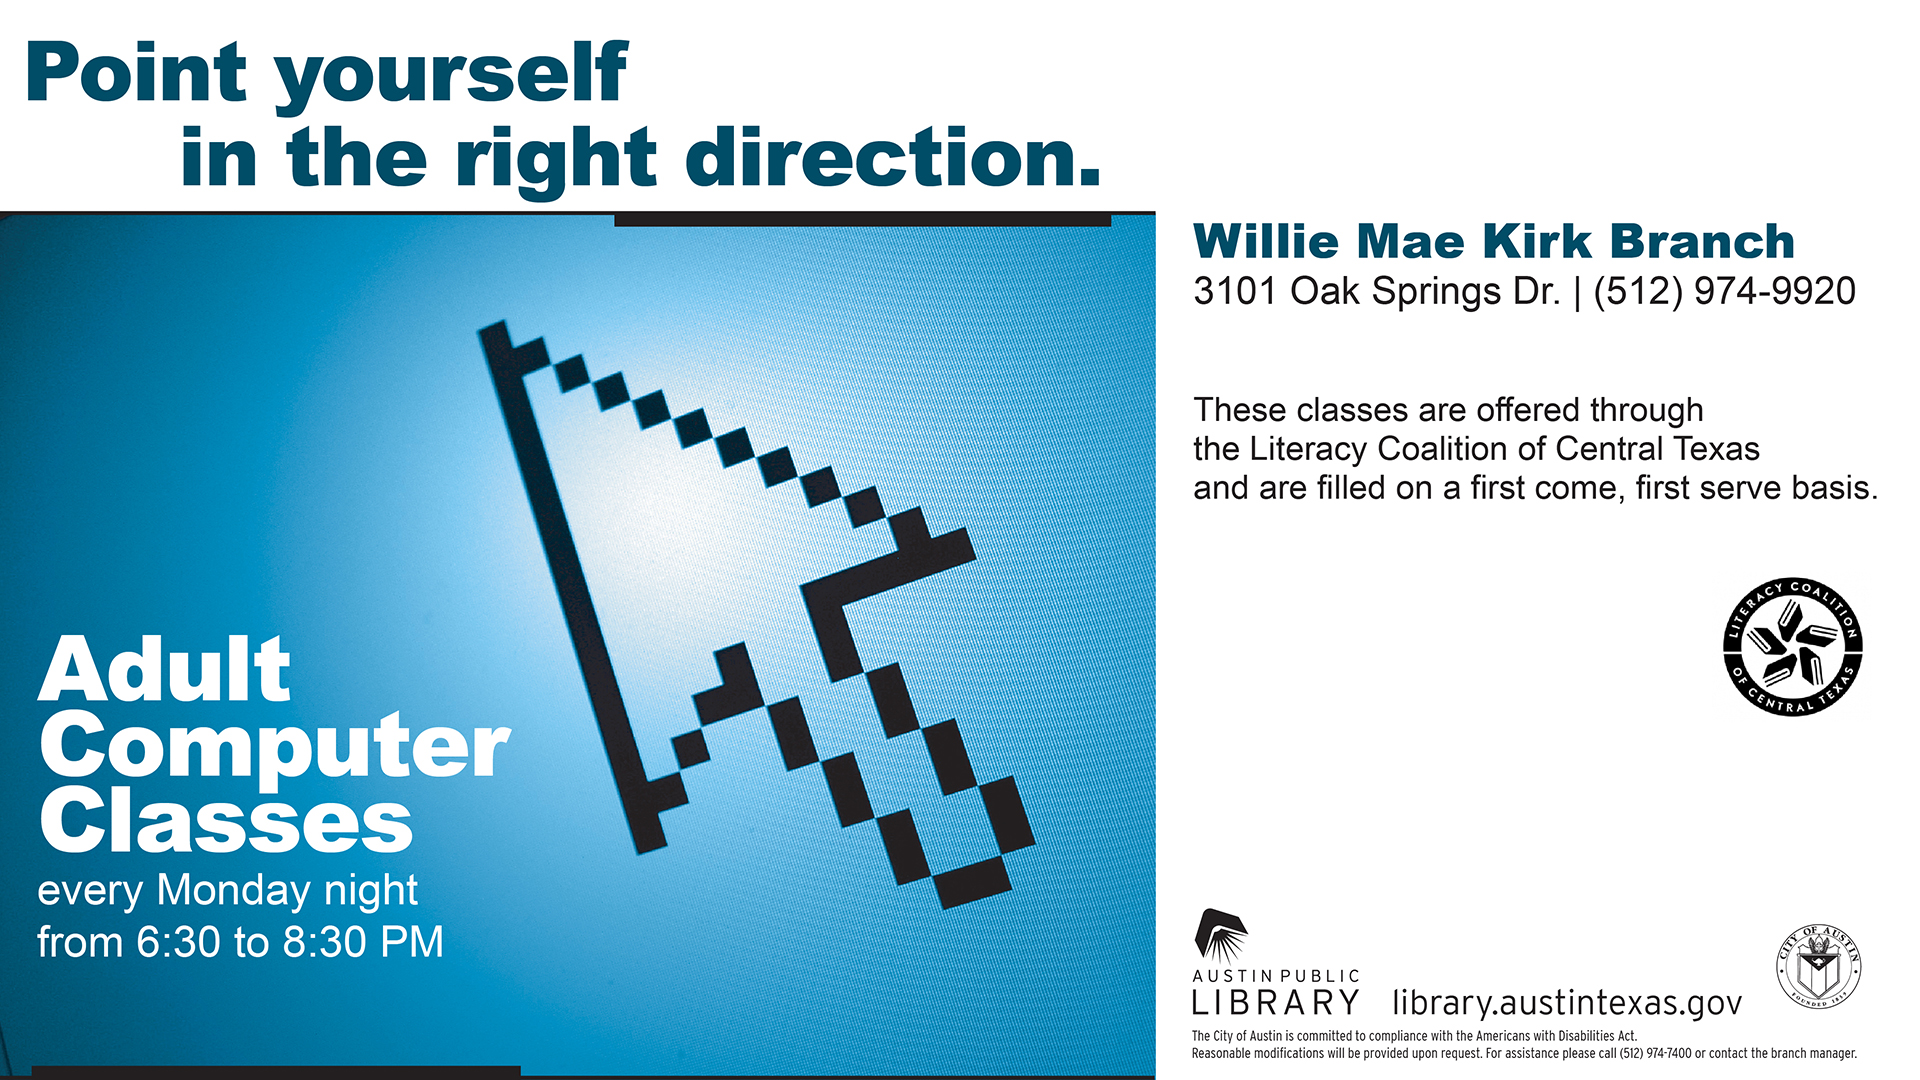 Point yourself
in the right direction.
Willie Mae Kirk Branch
3101 Oak Springs Dr. | (512) 974-9920
These classes are offered through
the Literacy Coalition of Central Texas
and are filled on a first come, first serve basis.
LITERACY COALITION
OF CENTRAL TEXAS
Adult
Computer
Classes
every Monday night
from 6:30 to 8:30 PM
AUSTIN PUBLIC
LIBRARY
library.austintexas.gov
CITY OF AUSTIN
FOUNDED 1839
The City of Austin is committed to compliance with the Americans with Disabilities Act.
Reasonable modifications will be provided upon request. For assistance please call (512) 974-7400 or contact the branch manager.